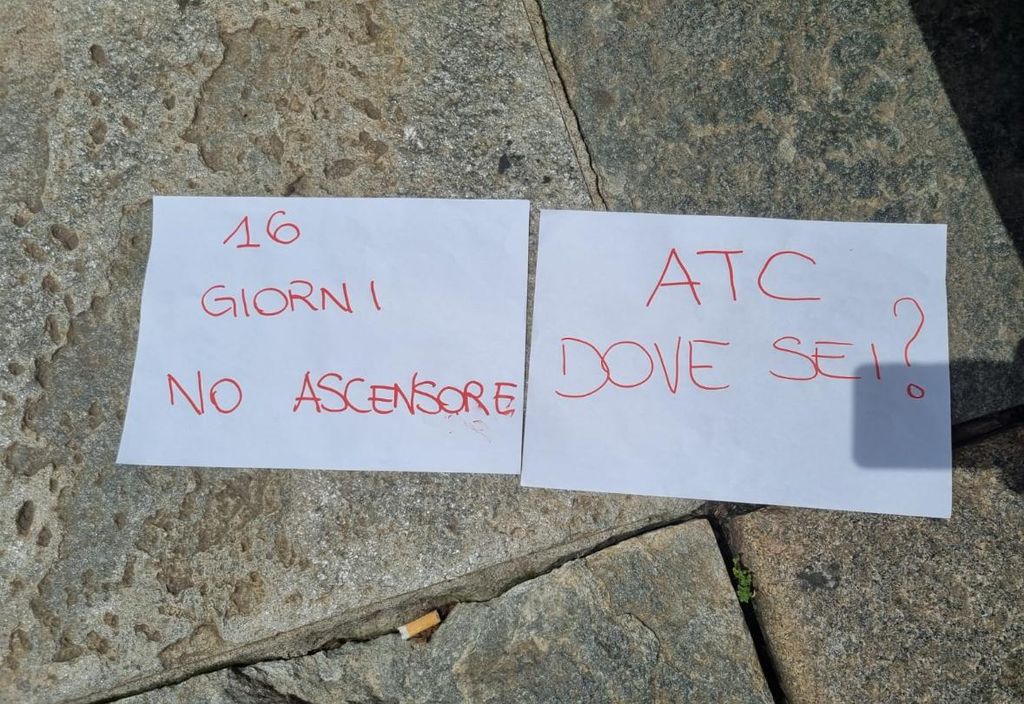 16
GIORNI
NO ASCENSORE
ATC
DOVE SEI?